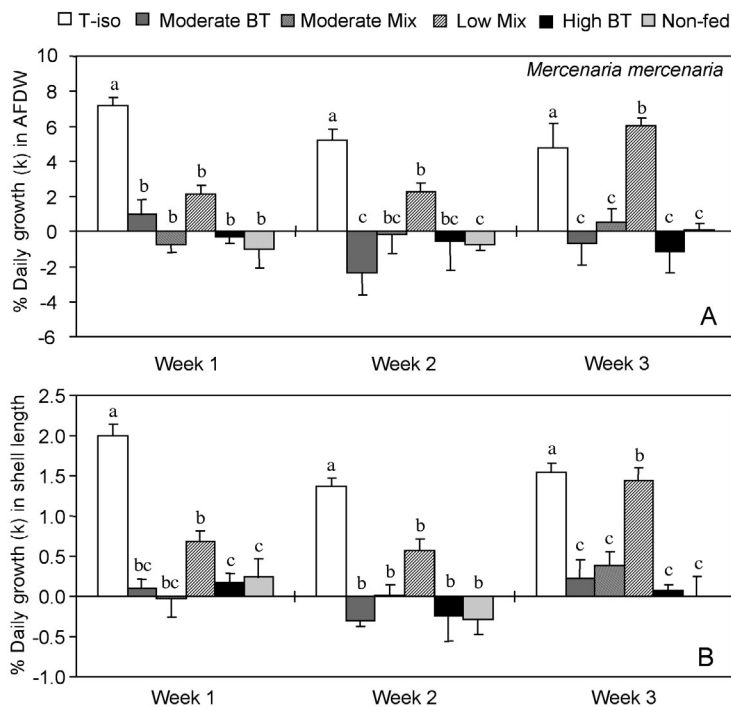 T-iso Moderate BT Moderate Mix Low Mix High BT Non-fed
% Daily growth (k) in AFDW
10
8
6
4
2
0
-2
-4
-6
Mercenaria mercenaria
a b b b b b
a c bc b bc c
a c c b c c
A
Week 1 Week 2 Week 3
% Daily growth (k) in shell length
2.5
2.0
1.5
1.0
0.5
0.0
-0.5
-1.0
a bc bc b c c
a b b b b b
a c c b c c
B
Week 1 Week 2 Week 3